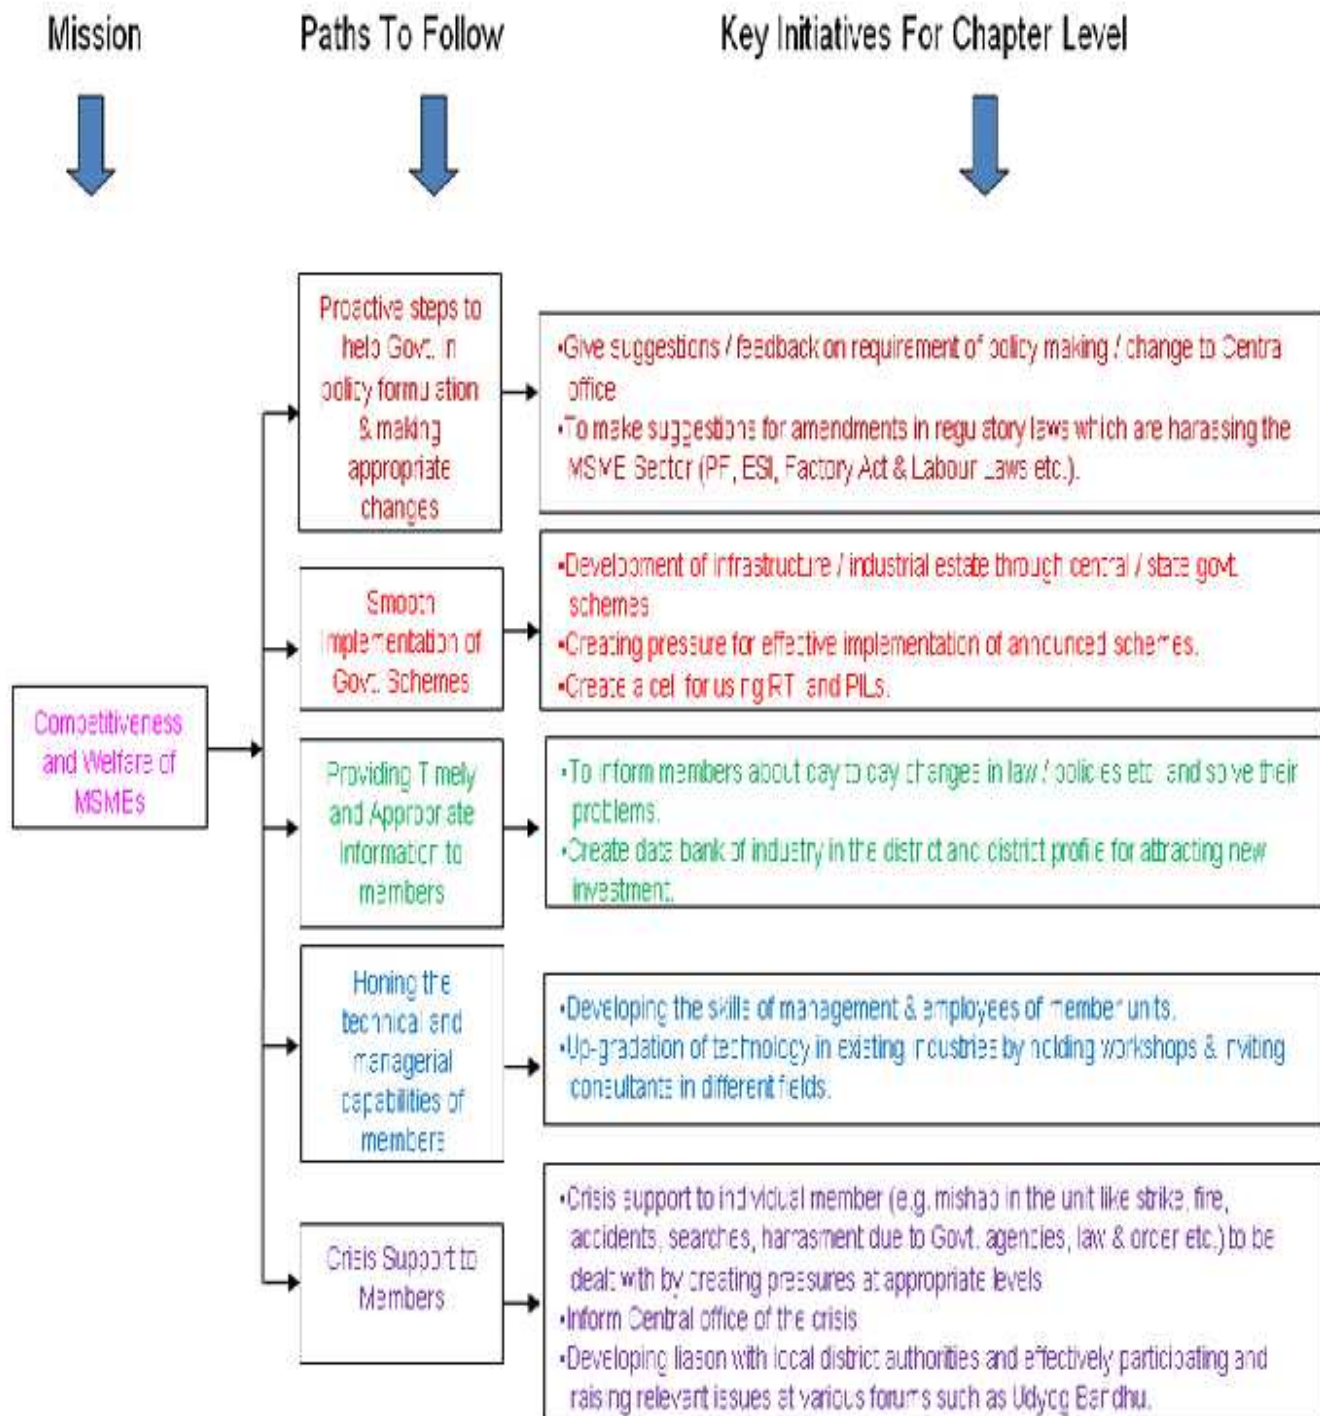 Mission
Paths To Follow
Key Initiatives For Chapter Level
Competitiveness
and Welfare of
MSMEs
Proactive steps to
help Govt. in
policy formulation
& making
appropriate
changes
•Give suggestions / feedback on requirement of policy making / change to Central
office
•To make suggestions for amendments in regulatory laws which are harassing the
MSME Sector (PF, ESI, Factory Act & Labour Laws etc.).
Smooth
Implementation of
Govt. Schemes
•Development of infrastructure / industrial estate through central / state govt.
schemes
•Creating pressure for effective implementation of announced schemes.
•Create a cell for using RTI and PILs.
Providing Timely
and Appropriate
Information to
members
•To inform members about day to day changes in law / policies etc. and solve their
problems.
•Create data bank of industry in the district and district profile for attracting new
investment.
Honing the
technical and
managerial
capabilities of
members
•Developing the skills of management & employees of member units.
•Up-gradation of technology in existing industries by holding workshops & inviting
consultants in different fields.
Crisis Support to
Members
•Crisis support to individual member (e.g. mishap in the unit like strike, fire,
accidents, searches, harrasment due to Govt. agencies, law & order etc.) to be
dealt with by creating pressures at appropriate levels
•Inform Central office of the crisis
•Developing liason with local district authorities and effectively participating and
raising relevant issues at various forums such as Udyog Bandhu.